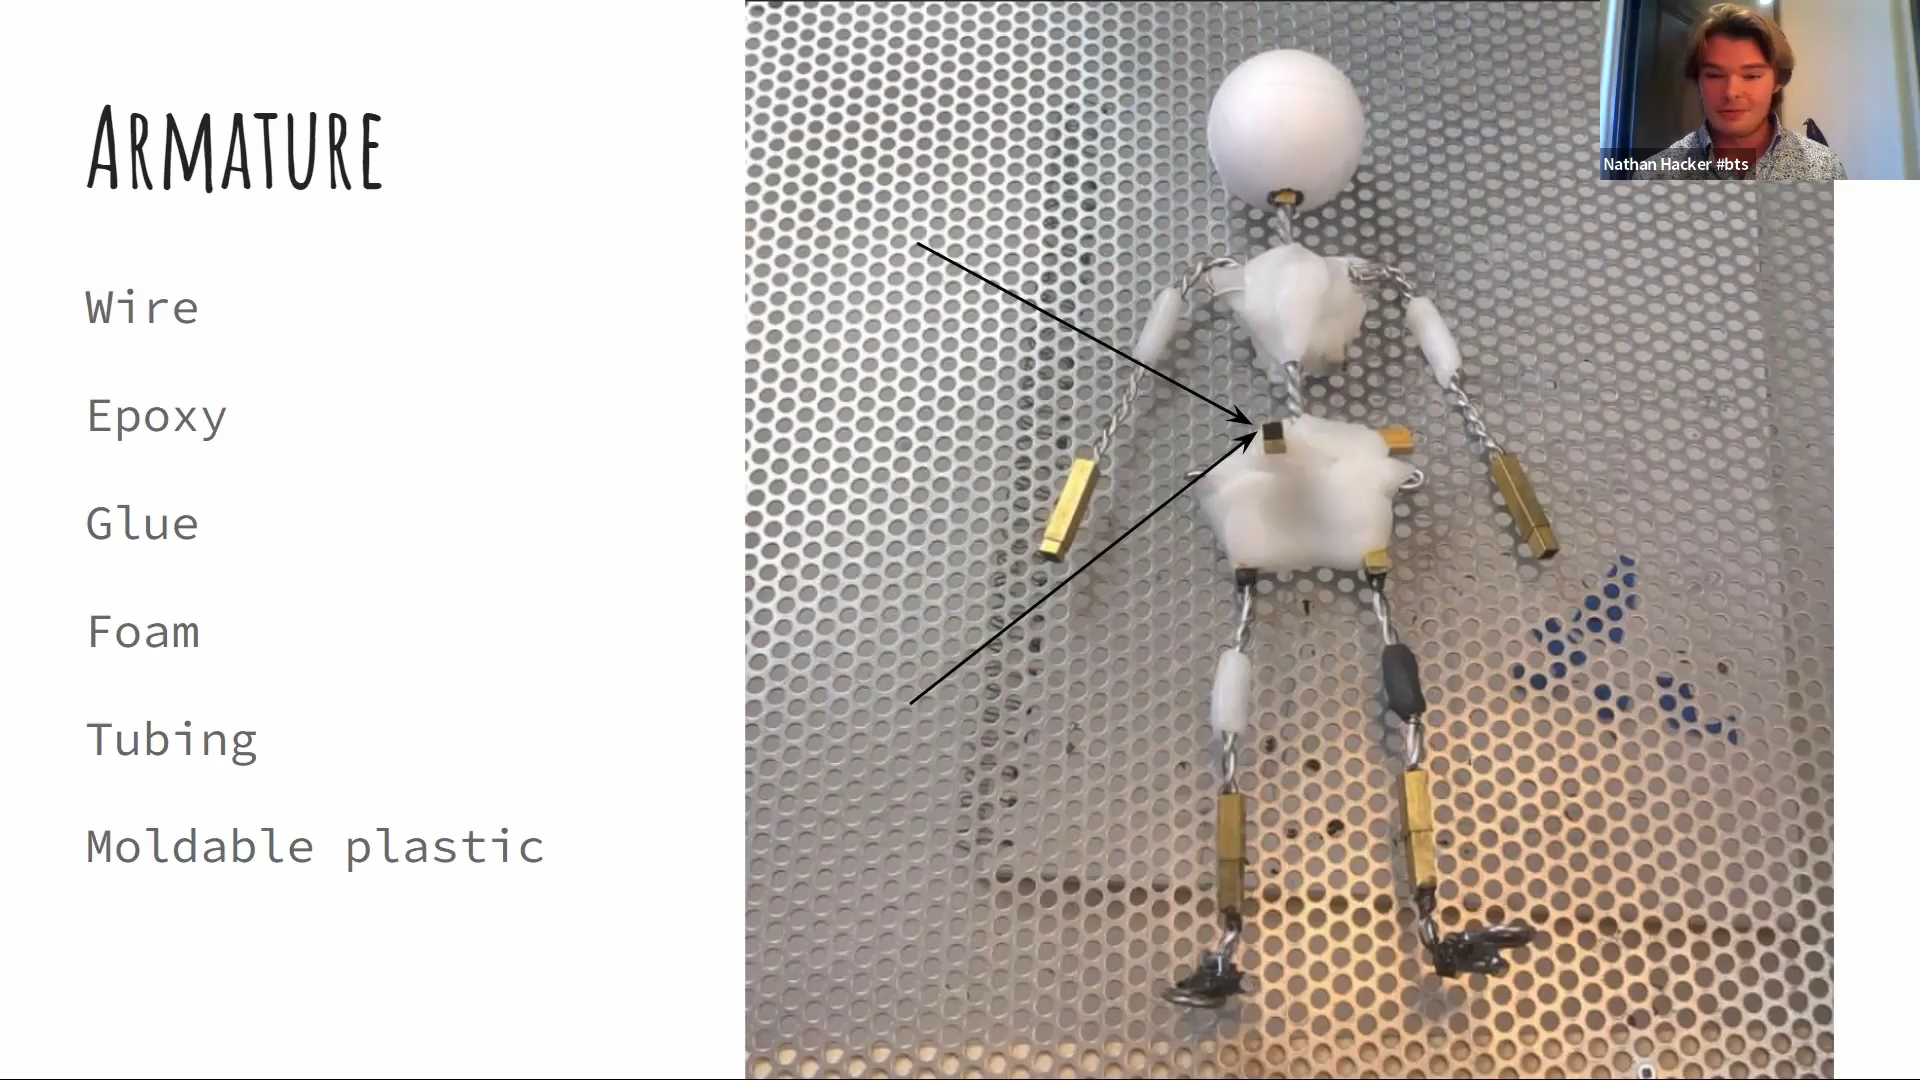 ARMATURE
Wire
Epoxy
Glue
Foam
Tubing
Moldable plastic
Nathan Hacker #bts